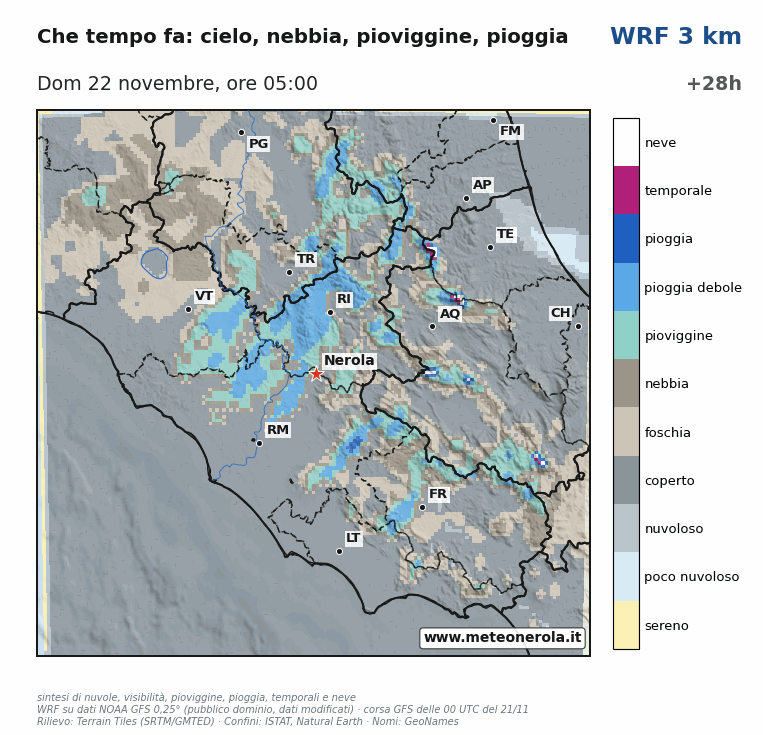 Che tempo fa: cielo, nebbia, pioviggine, pioggia
WRF 3 km
Dom 22 novembre, ore 05:00
+28h
PG
FM
AP
TE
TR
VT
RI
AQ
CH
Nerola
RM
FR
LT
www.meteonerola.it
neve
temporale
pioggia
pioggia debole
pioviggine
nebbia
foschia
coperto
nuvoloso
poco nuvoloso
sereno
sintesi di nuvole, visibilità, pioviggine, pioggia, temporali e neve
WRF su dati NOAA GFS 0,25° (pubblico dominio, dati modificati) · corsa GFS delle 00 UTC del 21/11
Rilievo: Terrain Tiles (SRTM/GMTED) · Confini: ISTAT, Natural Earth · Nomi: GeoNames